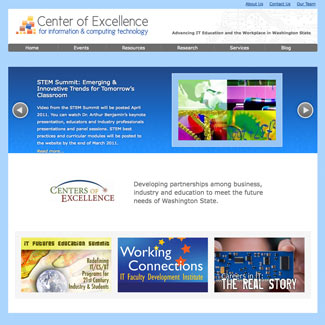 About Us Contact Us Our Team
Center of Excellence
for information & computing technology
Advancing IT Education and the Workplace in Washington State
Home Events Resources Research Services Blog
STEM Summit: Emerging &
Innovative Trends for Tomorrow's
Classroom
Video from the STEM Summit will be posted April
2011. You can watch Dr. Arthur Benjamin's keynote
presentation, educators and industry professionals
presentations and panel sessions. STEM best
practices and curricular modules will be posted to
the website by the end of March 2011.
Read more...
CENTERS OF
EXCELLENCE
Developing partnerships among business,
industry and education to meet the future
needs of Washington State.
IT Futures Education Summit
Redefining
IT/CS/ICT
Programs for
21st Century
Industry & Students
Working
Connections
IT Faculty Development Institute
Careers in IT:
THE REAL STORY